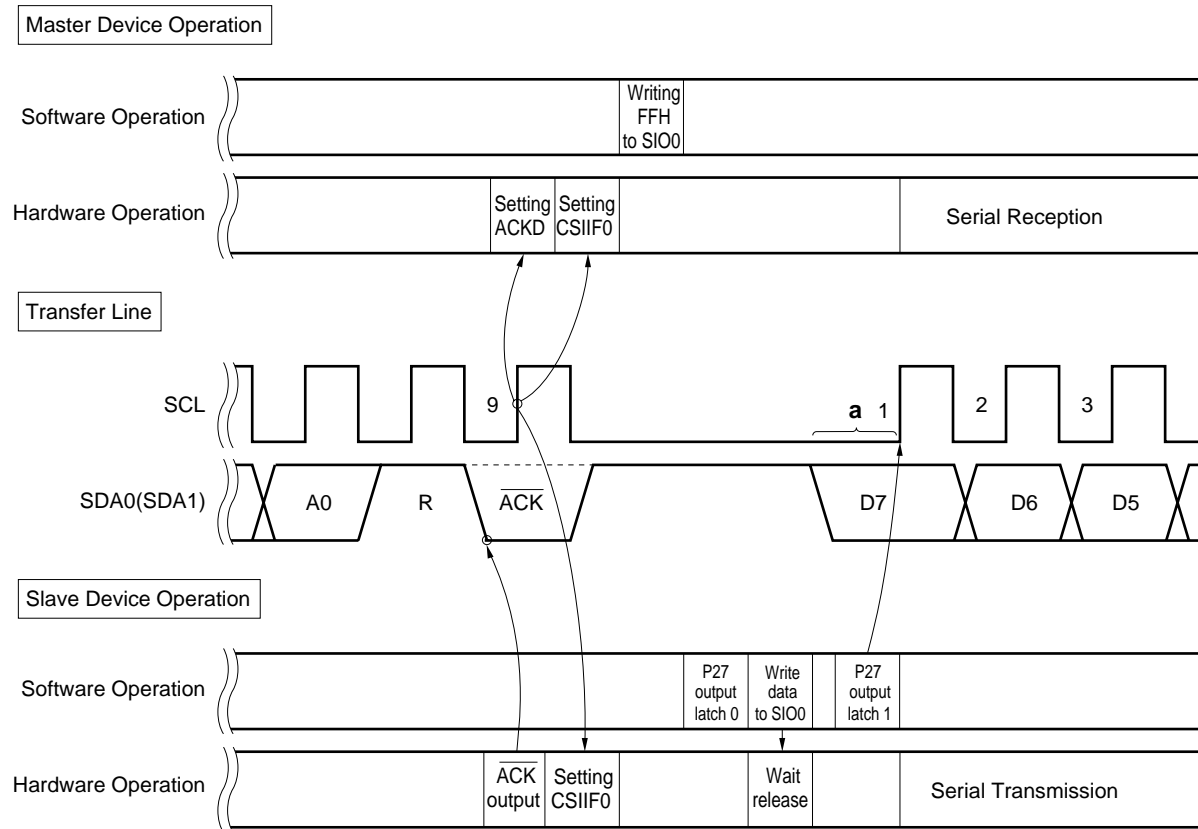 Master Device Operation
Software Operation
Writing
FFH
to SIO0
Hardware Operation
Setting
ACKD
Setting
CSIIF0
Serial Reception
Transfer Line
SCL
9
a 1
2
3
SDA0(SDA1)
A0
R
ACK
D7
D6
D5
Slave Device Operation
Software Operation
P27
output
latch 0
Write
data
to SIO0
P27
output
latch 1
Hardware Operation
ACK
output
Setting
CSIIF0
Wait
release
Serial Transmission